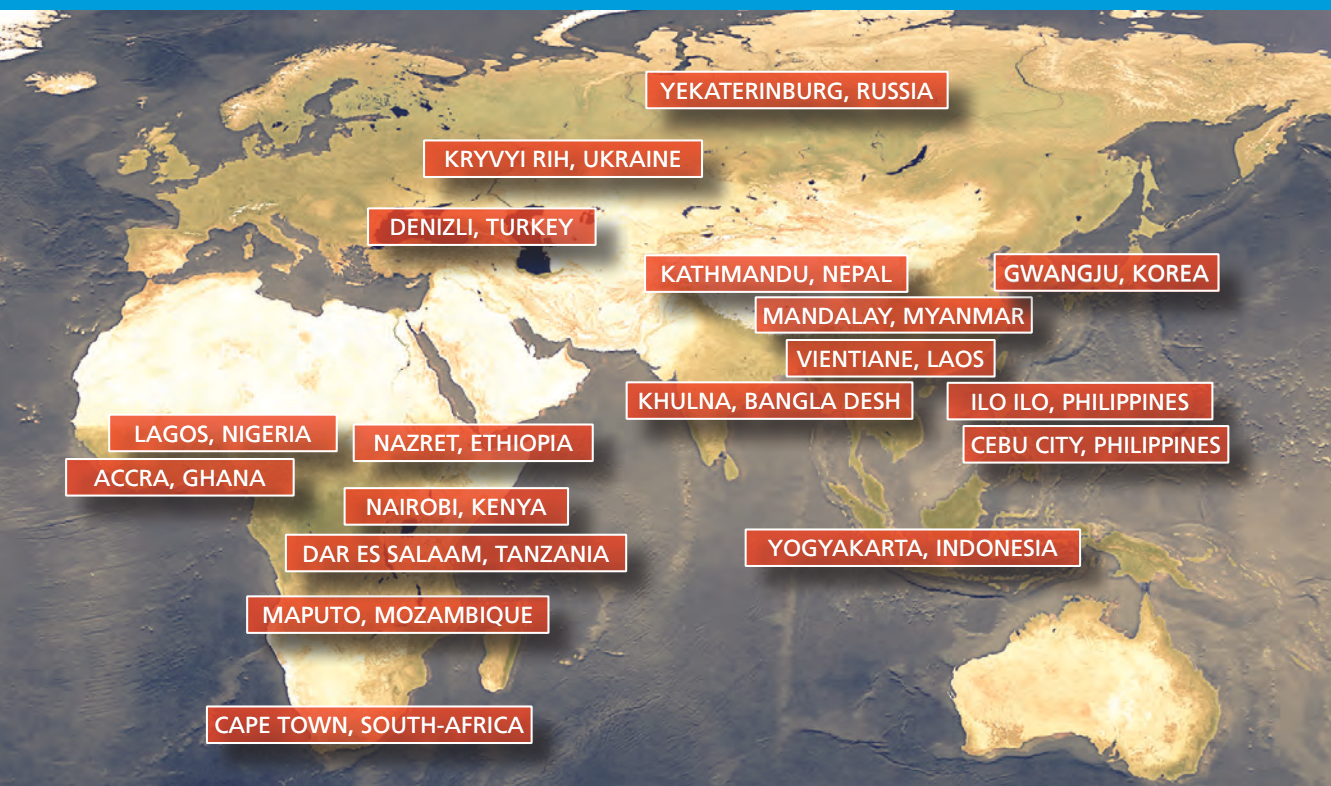 YEKATERINBURG, RUSSIA
KRYVYI RIH, UKRAINE
DENIZLI, TURKEY
KATHMANDU, NEPAL
GWANGJU, KOREA
MANDALAY, MYANMAR
VIENTIANE, LAOS
KHULNA, BANGLA DESH
ILO ILO, PHILIPPINES
LAGOS, NIGERIA
NAZRET, ETHIOPIA
CEBU CITY, PHILIPPINES
ACCRA, GHANA
NAIROBI, KENYA
DAR ES SALAAM, TANZANIA
YOGYAKARTA, INDONESIA
MAPUTO, MOZAMBIQUE
CAPE TOWN, SOUTH-AFRICA